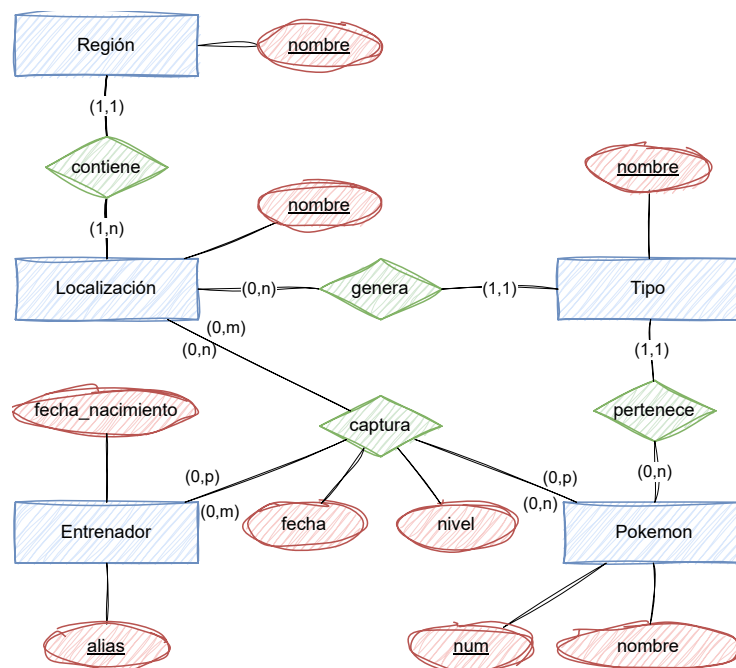 Región
nombre
(1,1)
contiene
nombre
nombre
(1,n)
Localización
(0,n)
genera
(1,1)
Tipo
(0,m)
(0,n)
(1,1)
fecha_nacimiento
captura
pertenece
(0,p)
(0,p)
(0,n)
(0,m)
(0,n)
Entrenador
fecha
nivel
Pokemon
alias
num
nombre